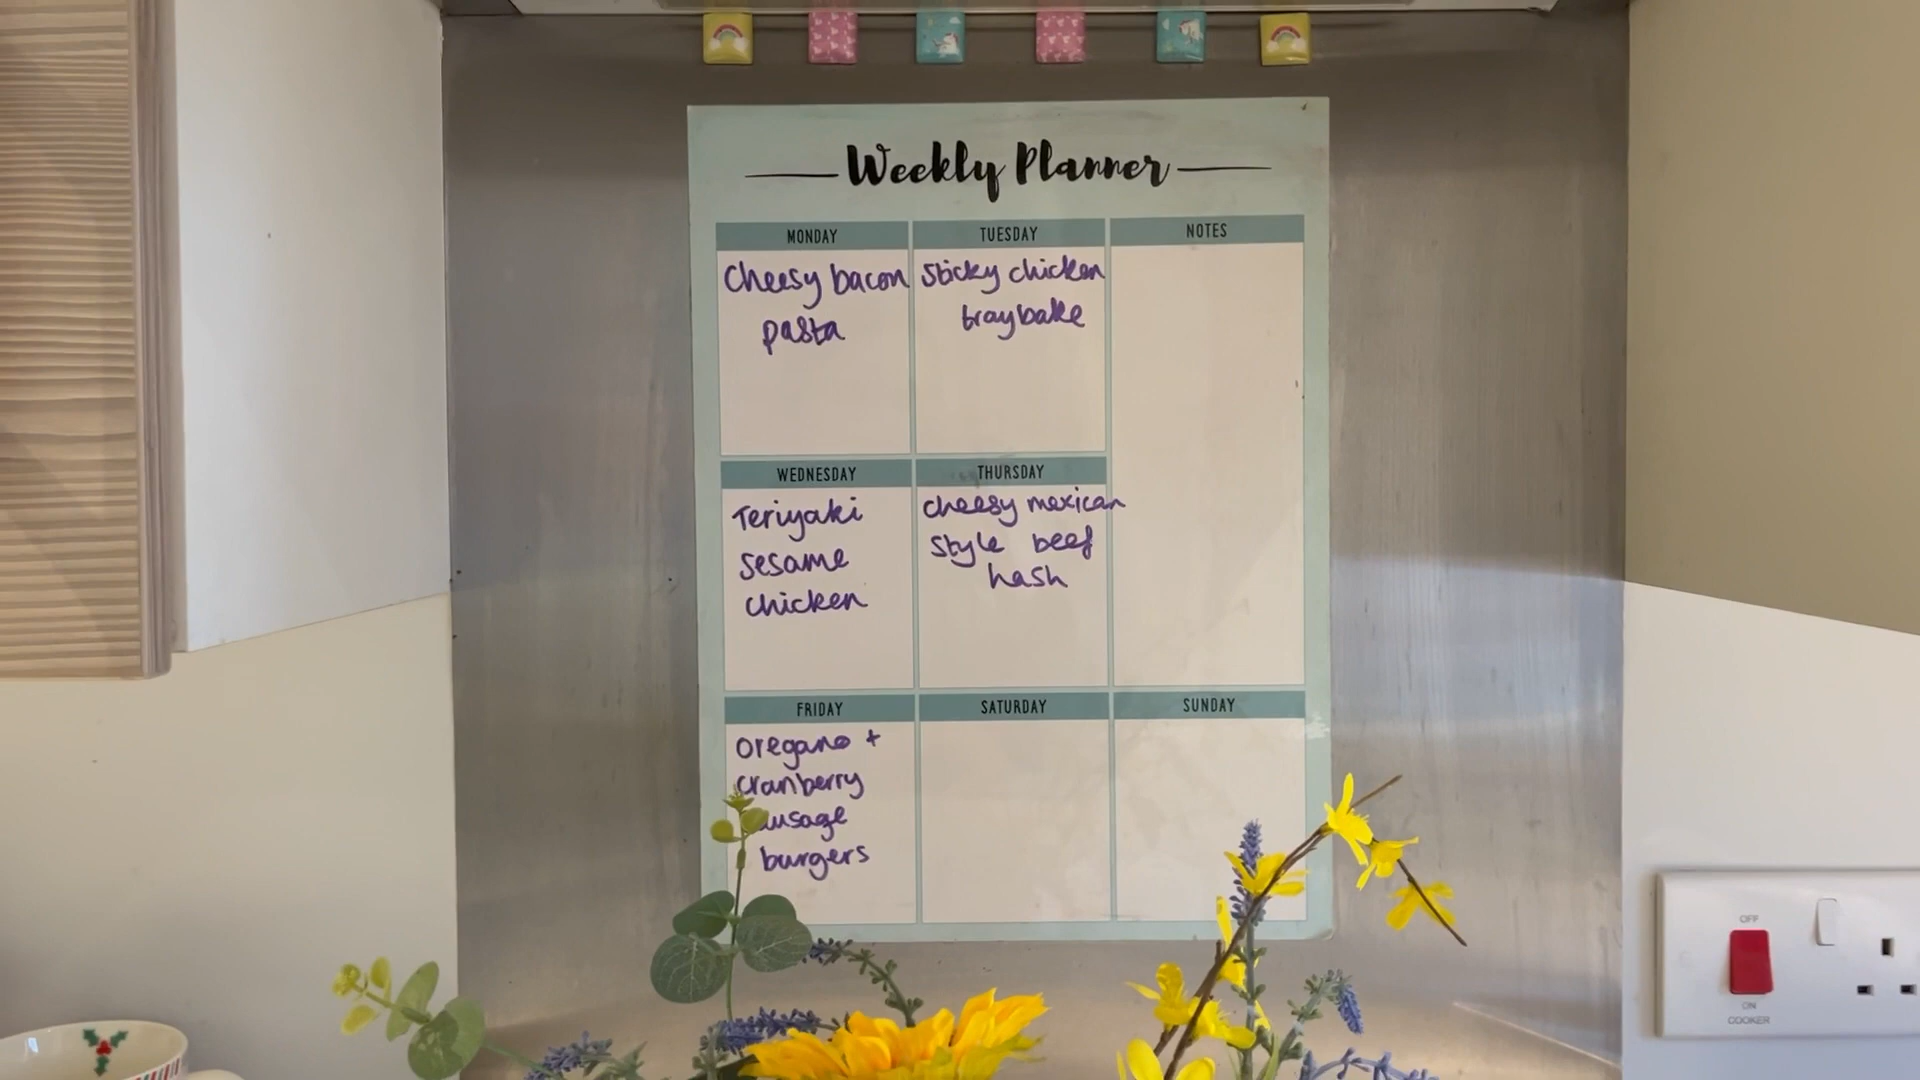 Weekly Planner
MONDAY
Cheesy bacon
pasta
TUESDAY
Sticky chicken
traybake
NOTES
WEDNESDAY
Teriyaki
sesame
chicken
THURSDAY
cheesy mexican
style beef
hash
FRIDAY
Oregano +
cranberry
burgers
SATURDAY
SUNDAY
OFF
ON
COOKER